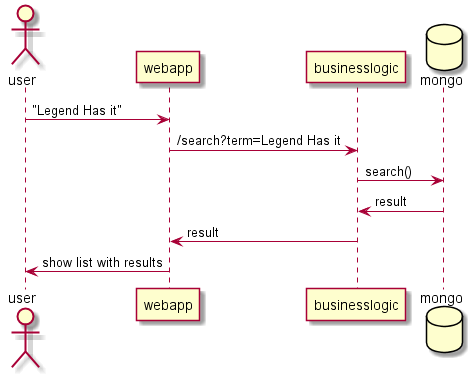 user
webapp
businesslogic
mongo
"Legend Has it"
/search?term=Legend Has it
search()
result
result
show list with results
user
webapp
businesslogic
mongo